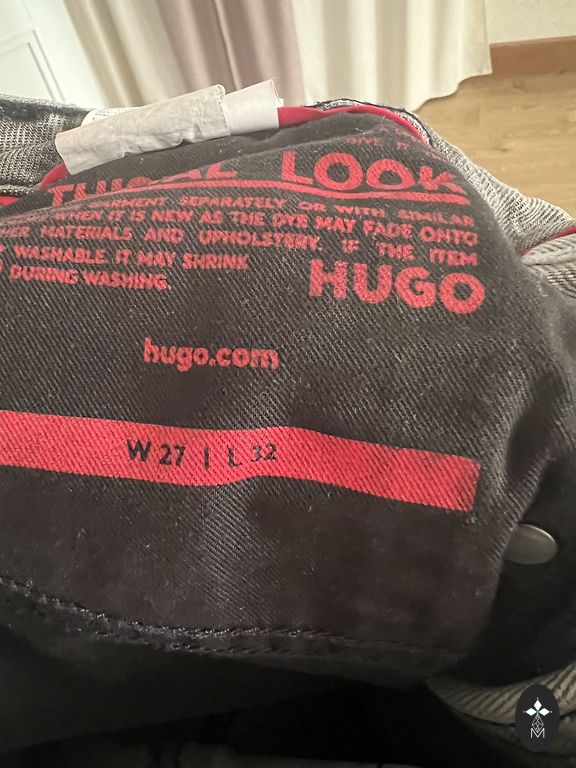 LOOK
GARMENT SEPARATELY OR WITH SIMILAR
WHEN IT IS NEW AS THE DYE MAY FADE ONTO
MATERIALS AND UPHOLSTERY. IF THE ITEM
WASHABLE. IT MAY SHRINK
DURING WASHING.
HUGO
hugo.com
W 27 | L 32
M